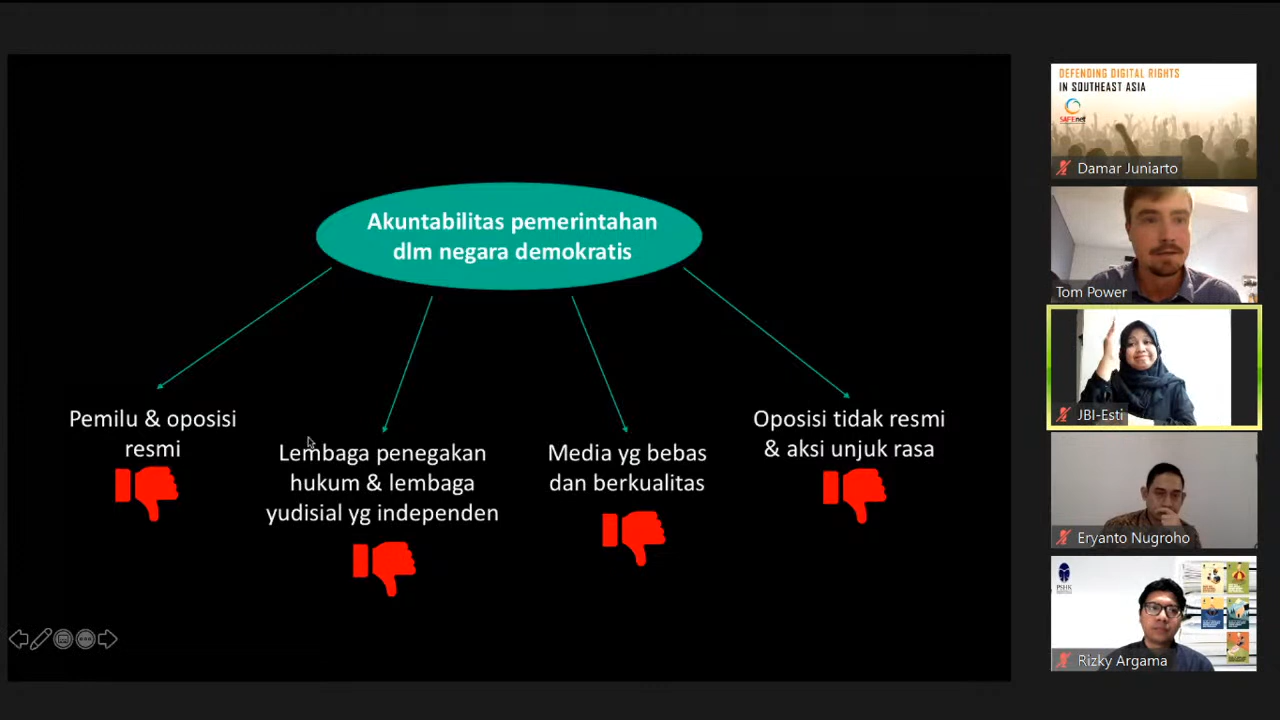 Akuntabilitas pemerintahan
dlm negara demokratis
Pemilu & oposisi
resmi
Lembaga penegakan
hukum & lembaga
yudisial yg independen
Media yg bebas
dan berkualitas
Oposisi tidak resmi
& aksi unjuk rasa
DEFENDING DIGITAL RIGHTS
IN SOUTHEAST ASIA
SAFEnet
Damar Juniarto
Tom Power
JBI-Esti
Eryanto Nugroho
PSHK
Rizky Argama